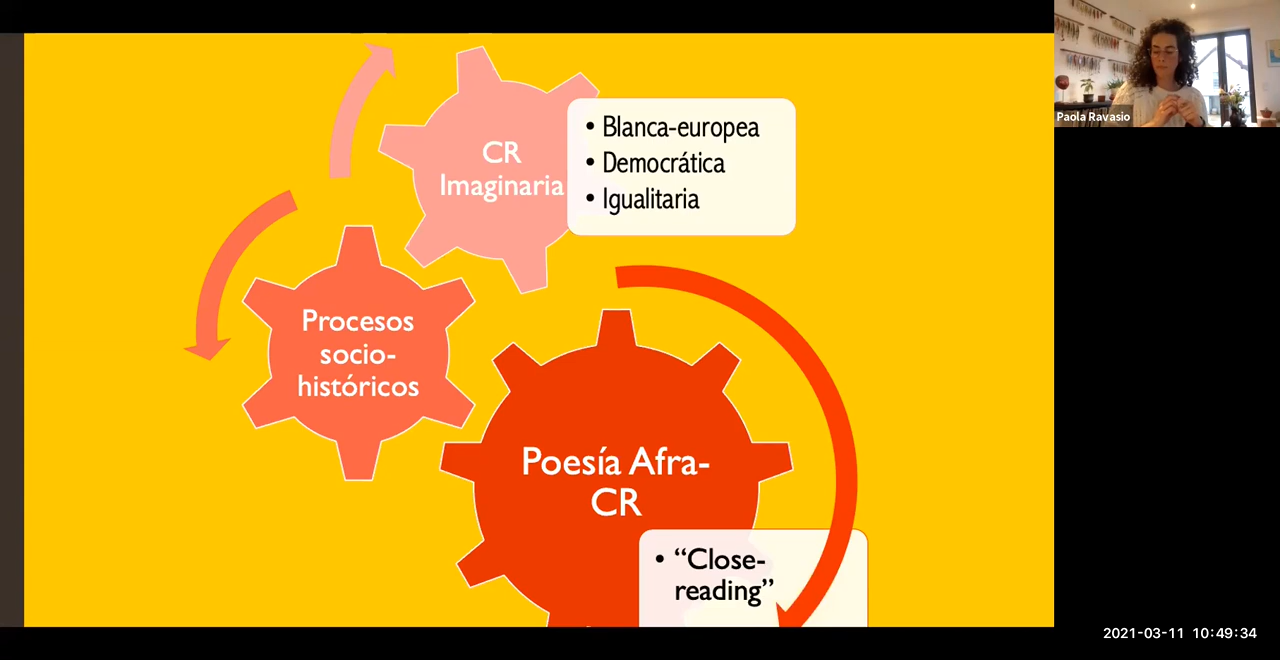 CR
Imaginaria
• Blanca-europea
• Democrática
• Igualitaria
Procesos
socio-
históricos
Poesía Afra-
CR
• “Close-
reading”
Paola Ravasio
2021-03-11 10:49:34